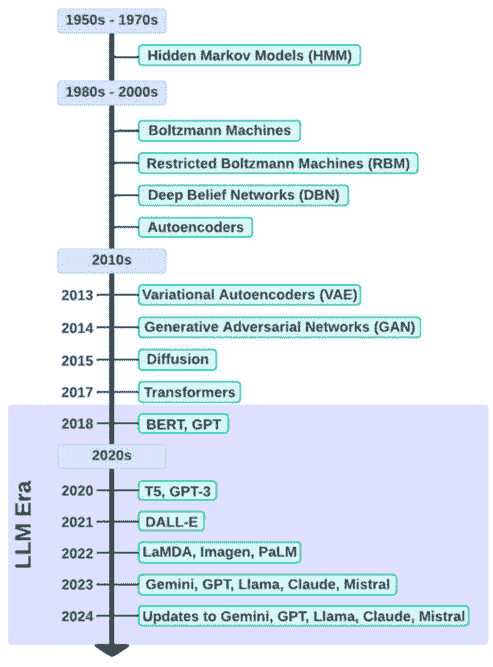 1950s - 1970s
Hidden Markov Models (HMM)
1980s - 2000s
Boltzmann Machines
Restricted Boltzmann Machines (RBM)
Deep Belief Networks (DBN)
Autoencoders
2010s
2013 Variational Autoencoders (VAE)
2014 Generative Adversarial Networks (GAN)
2015 Diffusion
2017 Transformers
LLM Era
2018 BERT, GPT
2020s
2020 T5, GPT-3
2021 DALL-E
2022 LaMDA, Imagen, PaLM
2023 Gemini, GPT, Llama, Claude, Mistral
2024 Updates to Gemini, GPT, Llama, Claude, Mistral